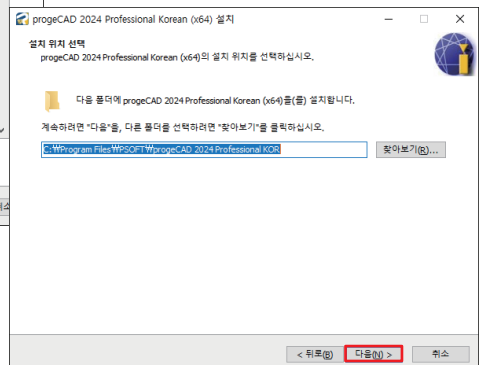 progeCAD 2024 Professional Korean (x64) 설치
설치 위치 선택
progeCAD 2024 Professional Korean (x64)의 설치 위치를 선택하십시오.
다음 폴더에 progeCAD 2024 Professional Korean (x64)을(를) 설치합니다.
계속하려면 "다음"을, 다른 폴더를 선택하려면 "찾아보기"를 클릭하십시오.
C:₩Program Files₩PSOFT₩progeCAD 2024 Professional KOR
찾아보기(R)...
< 뒤로(B)
다음(N) >
취소